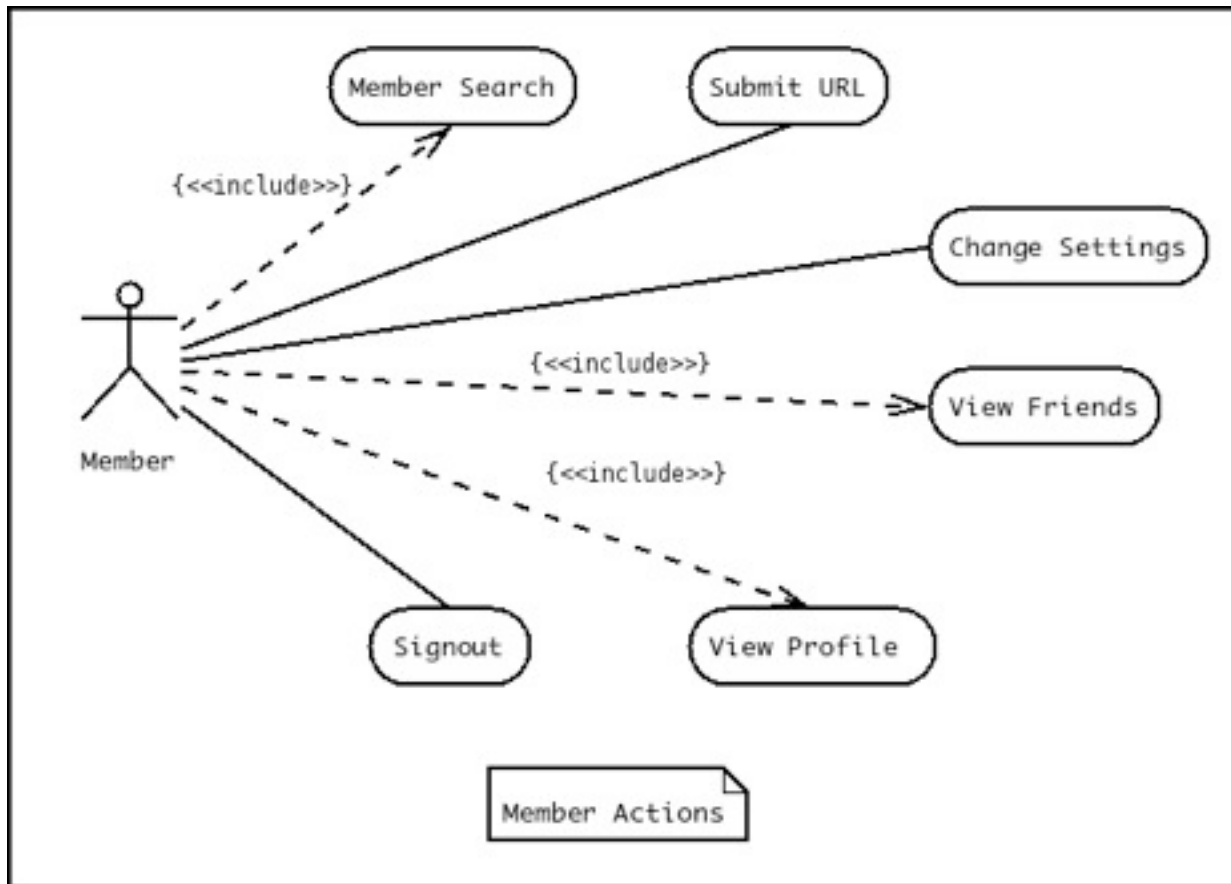 Member Search
Submit URL
{<<include>>}
Change Settings
{<<include>>}
View Friends
Member
{<<include>>}
Signout
View Profile
Member Actions